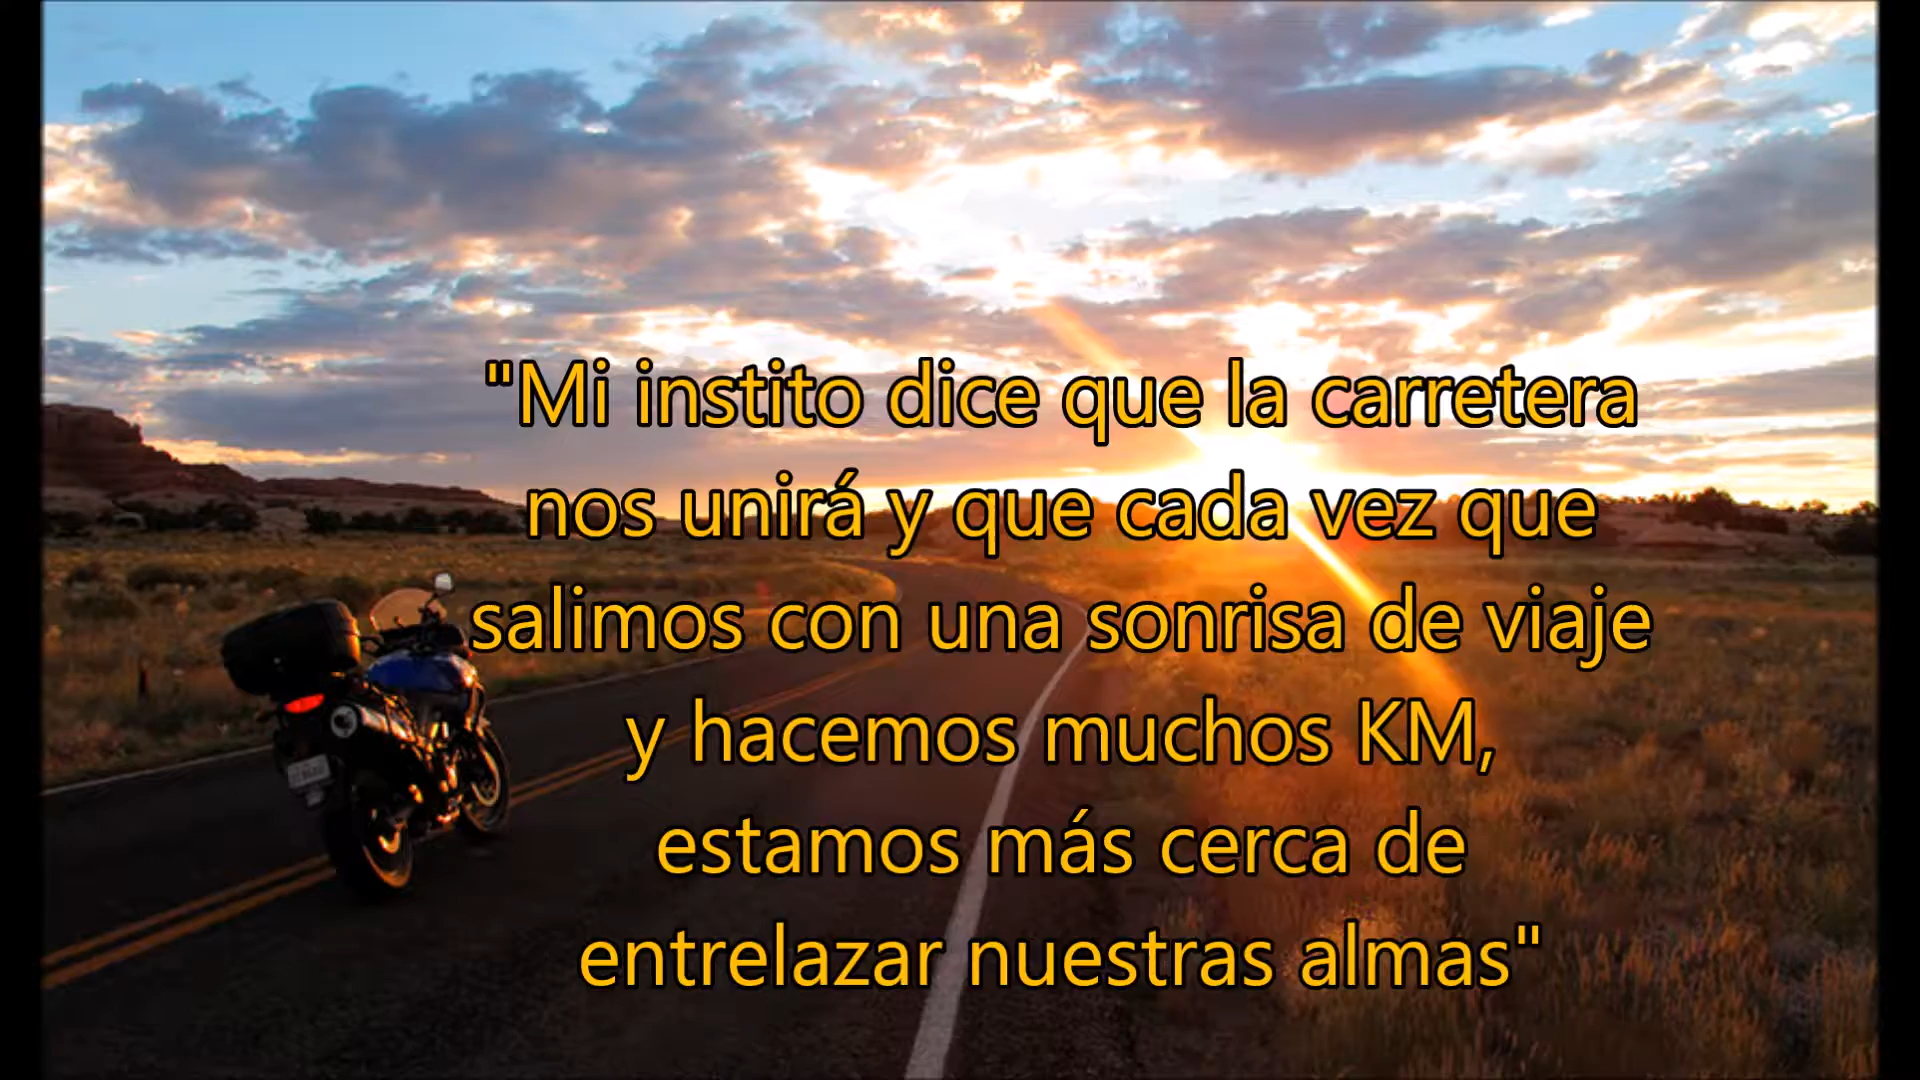 "Mi instito dice que la carretera
nos unirá y que cada vez que
salimos con una sonrisa de viaje
y hacemos muchos KM,
estamos más cerca de
entrelazar nuestras almas"